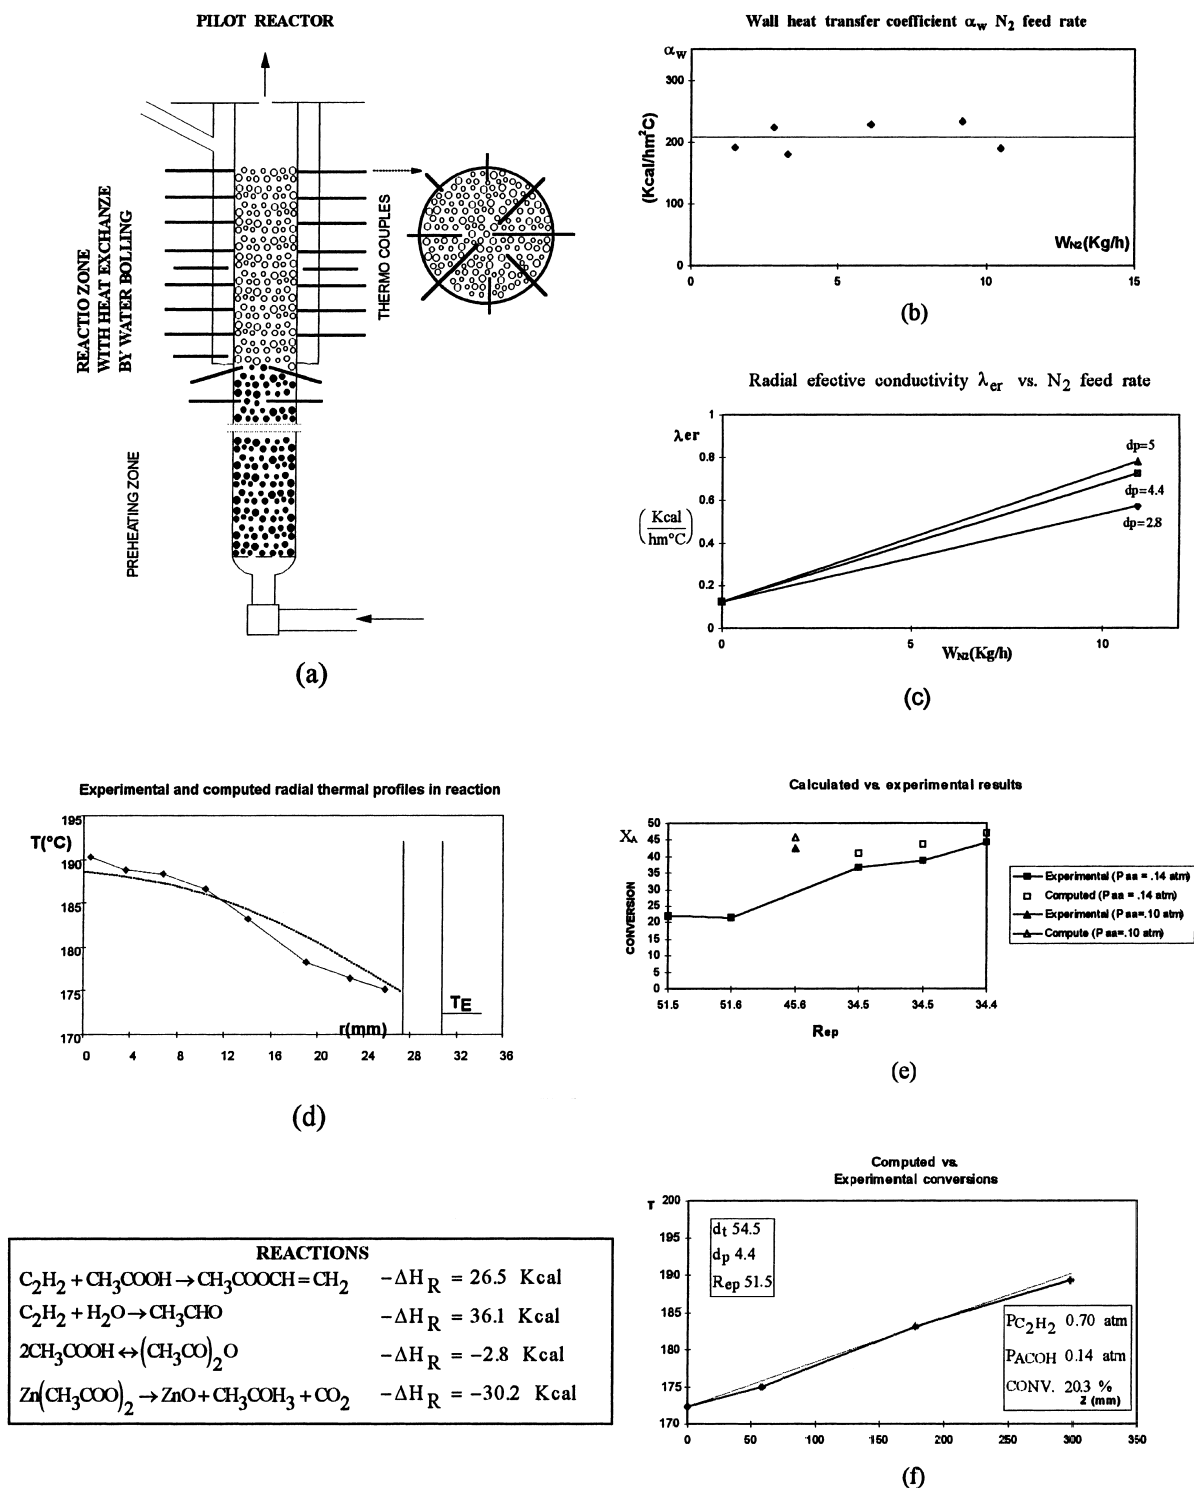 PILOT REACTOR
REACTIO ZONE
WITH HEAT EXCHANZE
BY WATER BOLLING
THERMO COUPLES
PREHEATING ZONE
(a)
Wall heat transfer coefficient αw N2 feed rate
αw
(Kcal/hm²C)
300
200
100
0
0 5 10 15
WN2(Kg/h)
(b)
Radial efective conductivity λer vs. N2 feed rate
λer
(Kcal/hm°C)
1
0.8
0.6
0.4
0.2
0
dp=5
dp=4.4
dp=2.8
0 5 10
WN2(Kg/h)
(c)
Experimental and computed radial thermal profiles in reaction
T(°C)
195
190
185
180
175
170
TE
r(mm)
0 4 8 12 16 20 24 28 32 36
(d)
Calculated vs. experimental results
XA
CONVERSION
50
45
40
35
30
25
20
15
10
5
0
51.5 51.6 45.6 34.5 34.5 34.4
Rep
Experimental (P aa = .14 atm)
Computed (P aa = .14 atm)
Experimental (P aa=.10 atm)
Compute (P aa=.10 atm)
(e)
REACTIONS
C2H2 + CH3COOH → CH3COOCH = CH2 -ΔHR = 26.5 Kcal
C2H2 + H2O → CH3CHO -ΔHR = 36.1 Kcal
2CH3COOH ↔ (CH3CO)2O -ΔHR = -2.8 Kcal
Zn(CH3COO)2 → ZnO + CH3COH3 + CO2 -ΔHR = -30.2 Kcal
Computed vs.
Experimental conversions
T
200
190
185
180
175
170
dt 54.5
dp 4.4
Rep 51.5
PC2H2 0.70 atm
PACOH 0.14 atm
CONV. 20.3 %
z (mm)
0 50 100 150 200 250 300 350
(f)